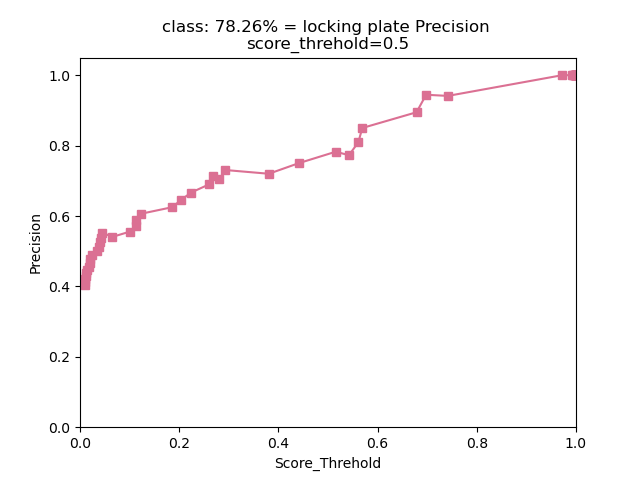 class: 78.26% = locking plate Precision
score_threhold=0.5
1.0
0.8
0.6
0.4
0.2
0.0
Precision
0.0 0.2 0.4 0.6 0.8 1.0
Score_Threhold